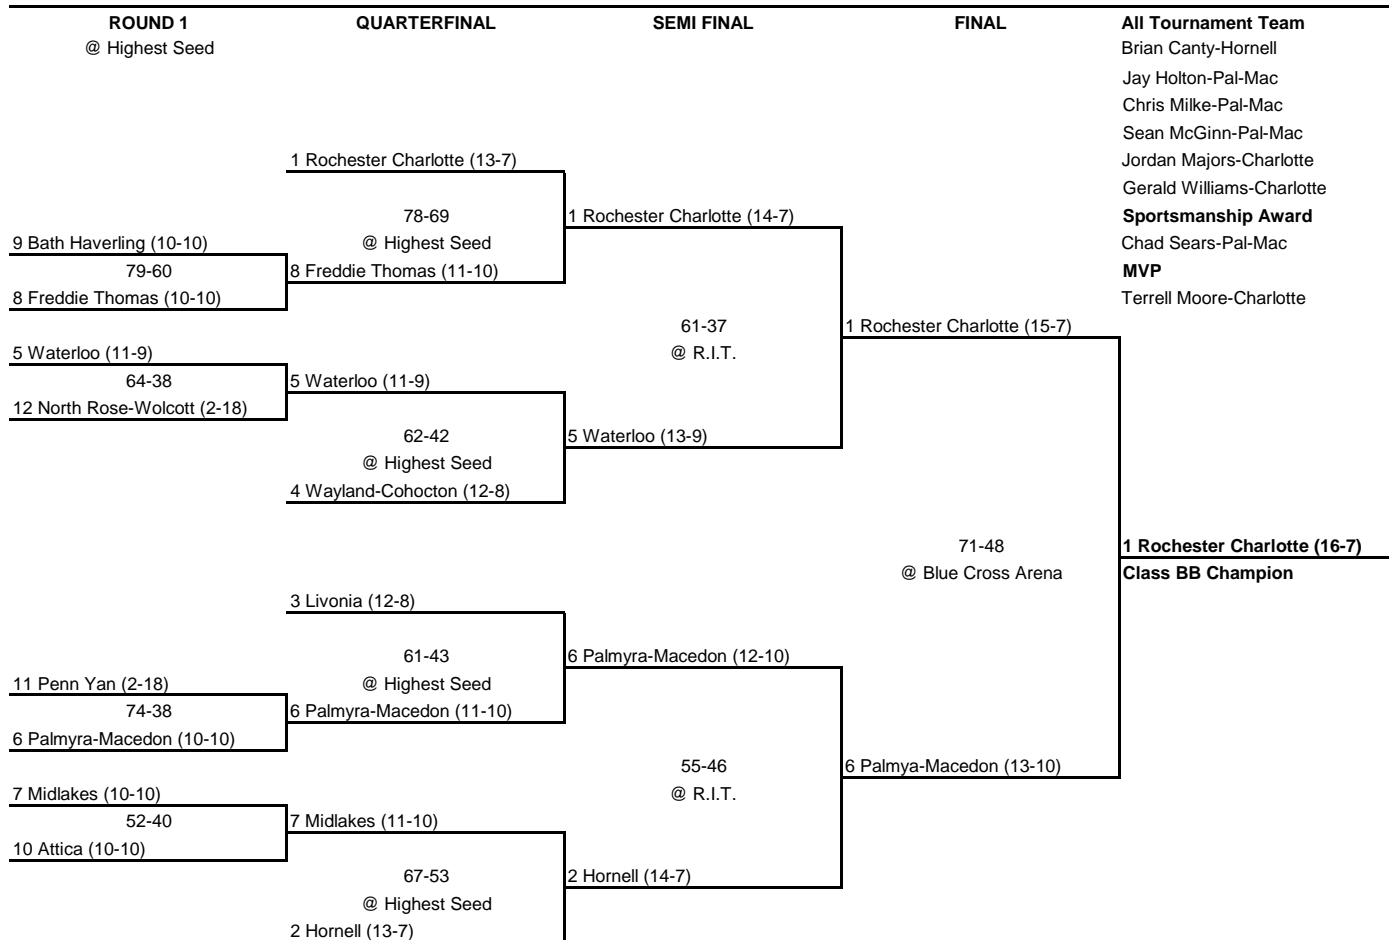 ROUND 1 QUARTERFINAL SEMI FINAL FINAL All Tournament Team
@ Highest Seed Brian Canty-Hornell
Jay Holton-Pal-Mac
Chris Milke-Pal-Mac
Sean McGinn-Pal-Mac
1 Rochester Charlotte (13-7) Jordan Majors-Charlotte
Gerald Williams-Charlotte
78-69 1 Rochester Charlotte (14-7) Sportsmanship Award
9 Bath Haverling (10-10) @ Highest Seed Chad Sears-Pal-Mac
79-60 8 Freddie Thomas (11-10) MVP
8 Freddie Thomas (10-10) Terrell Moore-Charlotte
61-37 1 Rochester Charlotte (15-7)
5 Waterloo (11-9) @ R.I.T.
64-38 5 Waterloo (11-9)
12 North Rose-Wolcott (2-18)
62-42 5 Waterloo (13-9)
@ Highest Seed
4 Wayland-Cohocton (12-8)
71-48 1 Rochester Charlotte (16-7)
@ Blue Cross Arena Class BB Champion
3 Livonia (12-8)
61-43 6 Palmyra-Macedon (12-10)
11 Penn Yan (2-18) @ Highest Seed
74-38 6 Palmyra-Macedon (11-10)
6 Palmyra-Macedon (10-10)
55-46 6 Palmya-Macedon (13-10)
7 Midlakes (10-10) @ R.I.T.
52-40 7 Midlakes (11-10)
10 Attica (10-10)
67-53 2 Hornell (14-7)
@ Highest Seed
2 Hornell (13-7)